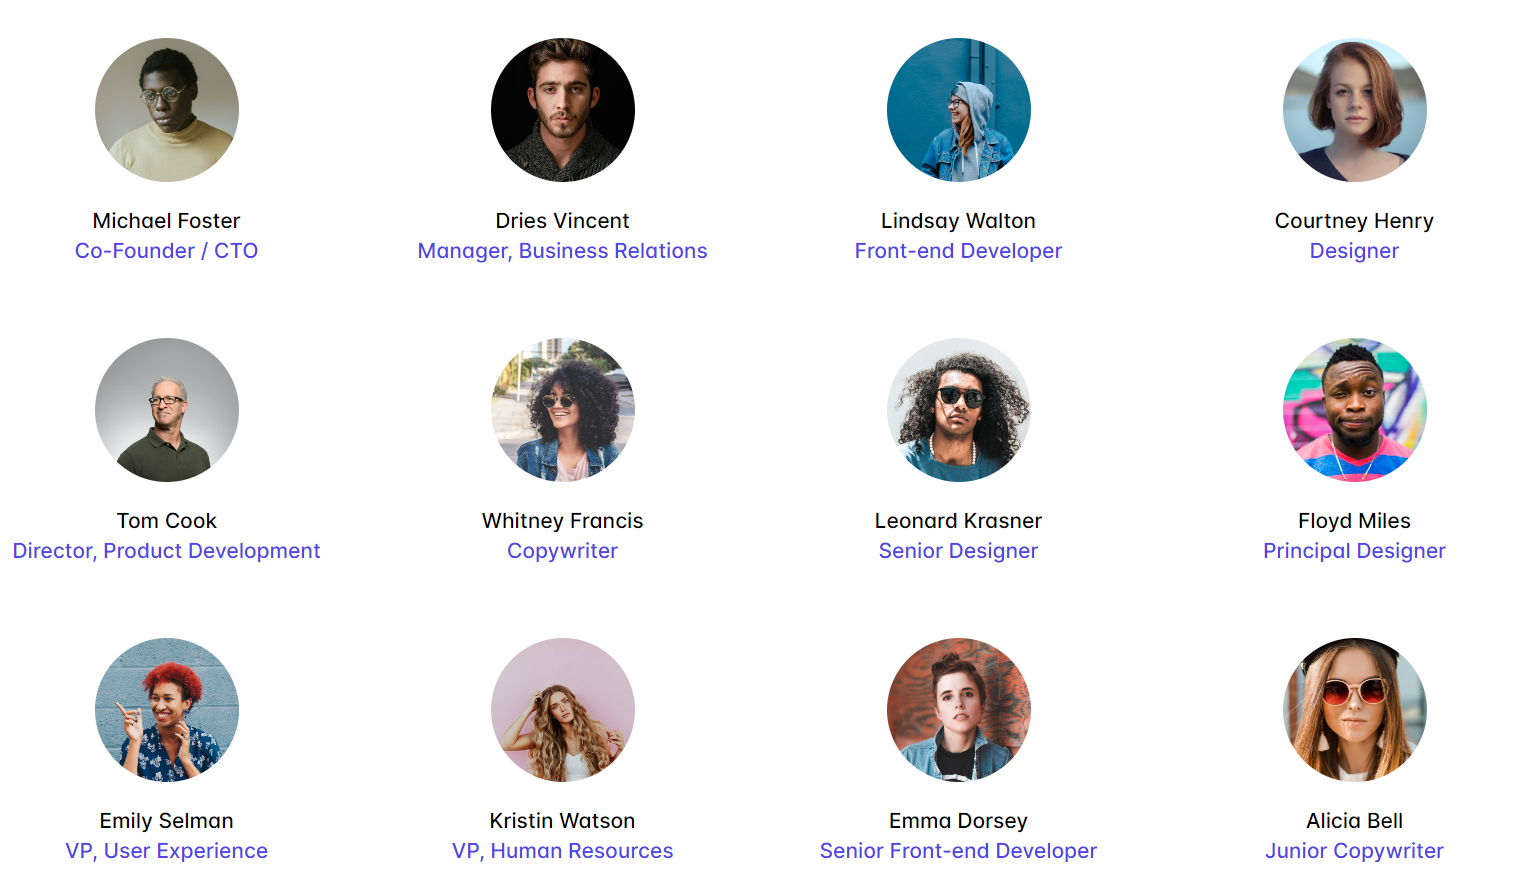 Michael Foster
Co-Founder / CTO
Dries Vincent
Manager, Business Relations
Lindsay Walton
Front-end Developer
Courtney Henry
Designer
Tom Cook
Director, Product Development
Whitney Francis
Copywriter
Leonard Krasner
Senior Designer
Floyd Miles
Principal Designer
Emily Selman
VP, User Experience
Kristin Watson
VP, Human Resources
Emma Dorsey
Senior Front-end Developer
Alicia Bell
Junior Copywriter